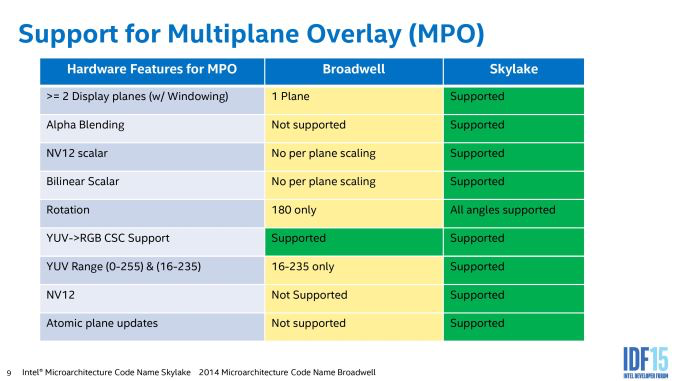 Support for Multiplane Overlay (MPO)
Hardware Features for MPO Broadwell Skylake
>= 2 Display planes (w/ Windowing) 1 Plane Supported
Alpha Blending Not supported Supported
NV12 scalar No per plane scaling Supported
Bilinear Scalar No per plane scaling Supported
Rotation 180 only All angles supported
YUV->RGB CSC Support Supported Supported
YUV Range (0-255) & (16-235) 16-235 only Supported
NV12 Not Supported Supported
Atomic plane updates Not supported Supported
9 Intel® Microarchitecture Code Name Skylake 2014 Microarchitecture Code Name Broadwell
IDF15
INTEL DEVELOPER FORUM